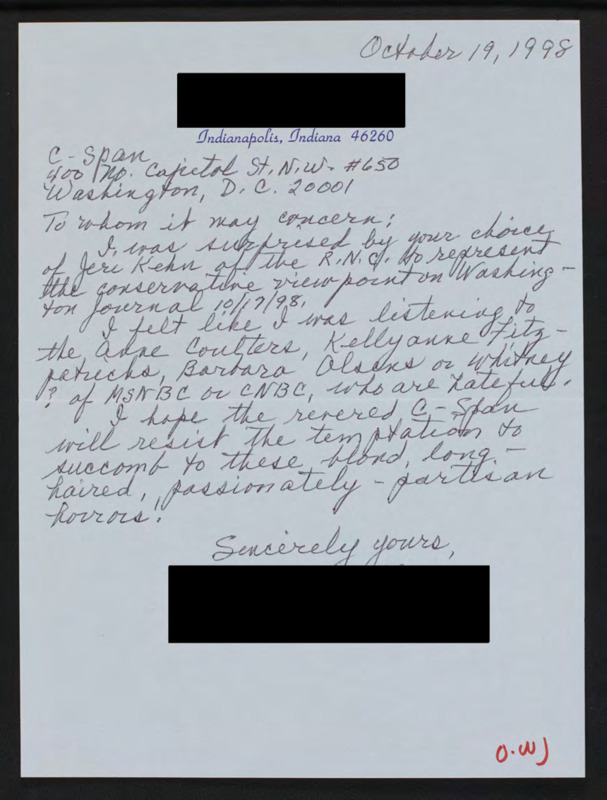 October 19, 1998
Indianapolis, Indiana 46260
C-Span
400 No. Capitol St. N.W. #650
Washington, D.C. 20001
To whom it may concern:
I was surprised by your choice
of Jeri Kehn of the R.N.C. to represent
the conservative viewpoint on Washing-
ton Journal 10/17/98.
I felt like I was listening to
the Anne Coulters, Kellyanne Fitz-
patricks, Barbara Olsens or Whitney
? of MSNBC or CNBC, who are hateful.
I hope the revered C-Span
will resist the temptation to
succomb to these blond, long-
haired, passionately-partisan
horrors!
Sincerely yours,
O.WJ